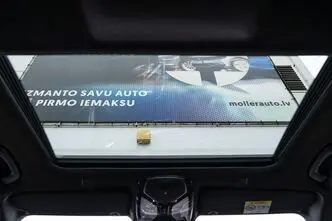 ZMANTO SAVU AUTO
PIRMO IEMAKSU
mollerauto.lv